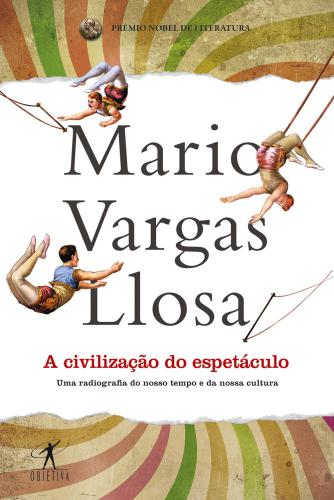 PRÊMIO NOBEL DE LITERATURA
Mario
Vargas
Llosa
A civilização do espetáculo
Uma radiografia do nosso tempo e da nossa cultura
OBJETIVA